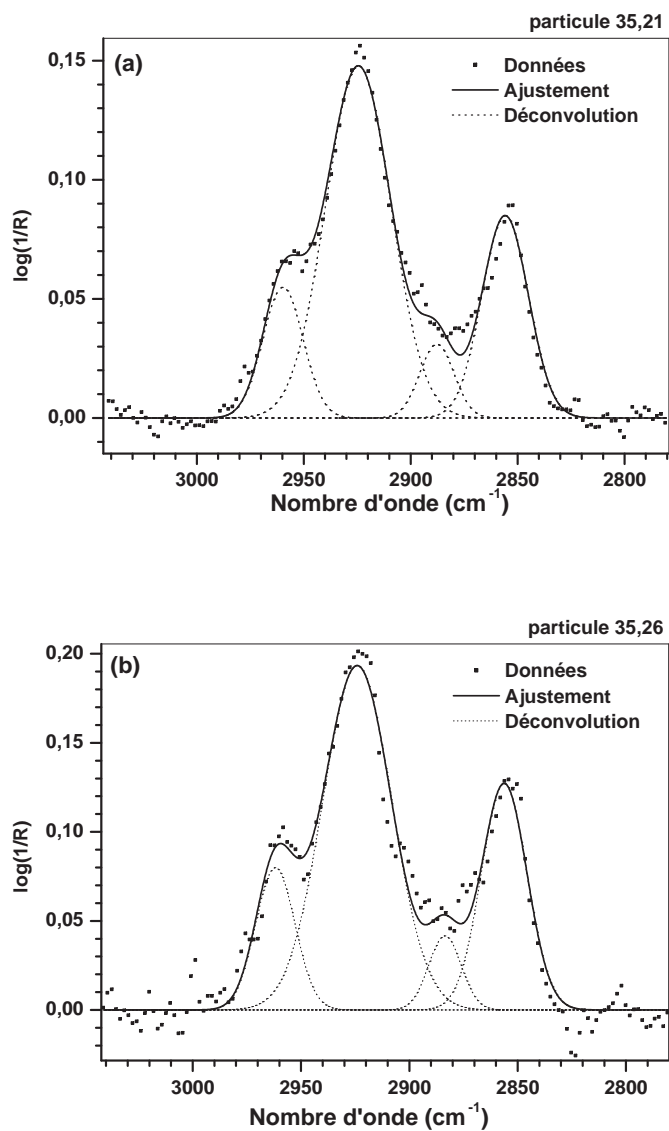 particule 35,21
(a)
Données
Ajustement
Déconvolution
0,15
0,10
0,05
0,00
log(1/R)
3000 2950 2900 2850 2800
Nombre d'onde (cm⁻¹)
particule 35,26
(b)
Données
Ajustement
Déconvolution
0,20
0,15
0,10
0,05
0,00
log(1/R)
3000 2950 2900 2850 2800
Nombre d'onde (cm⁻¹)